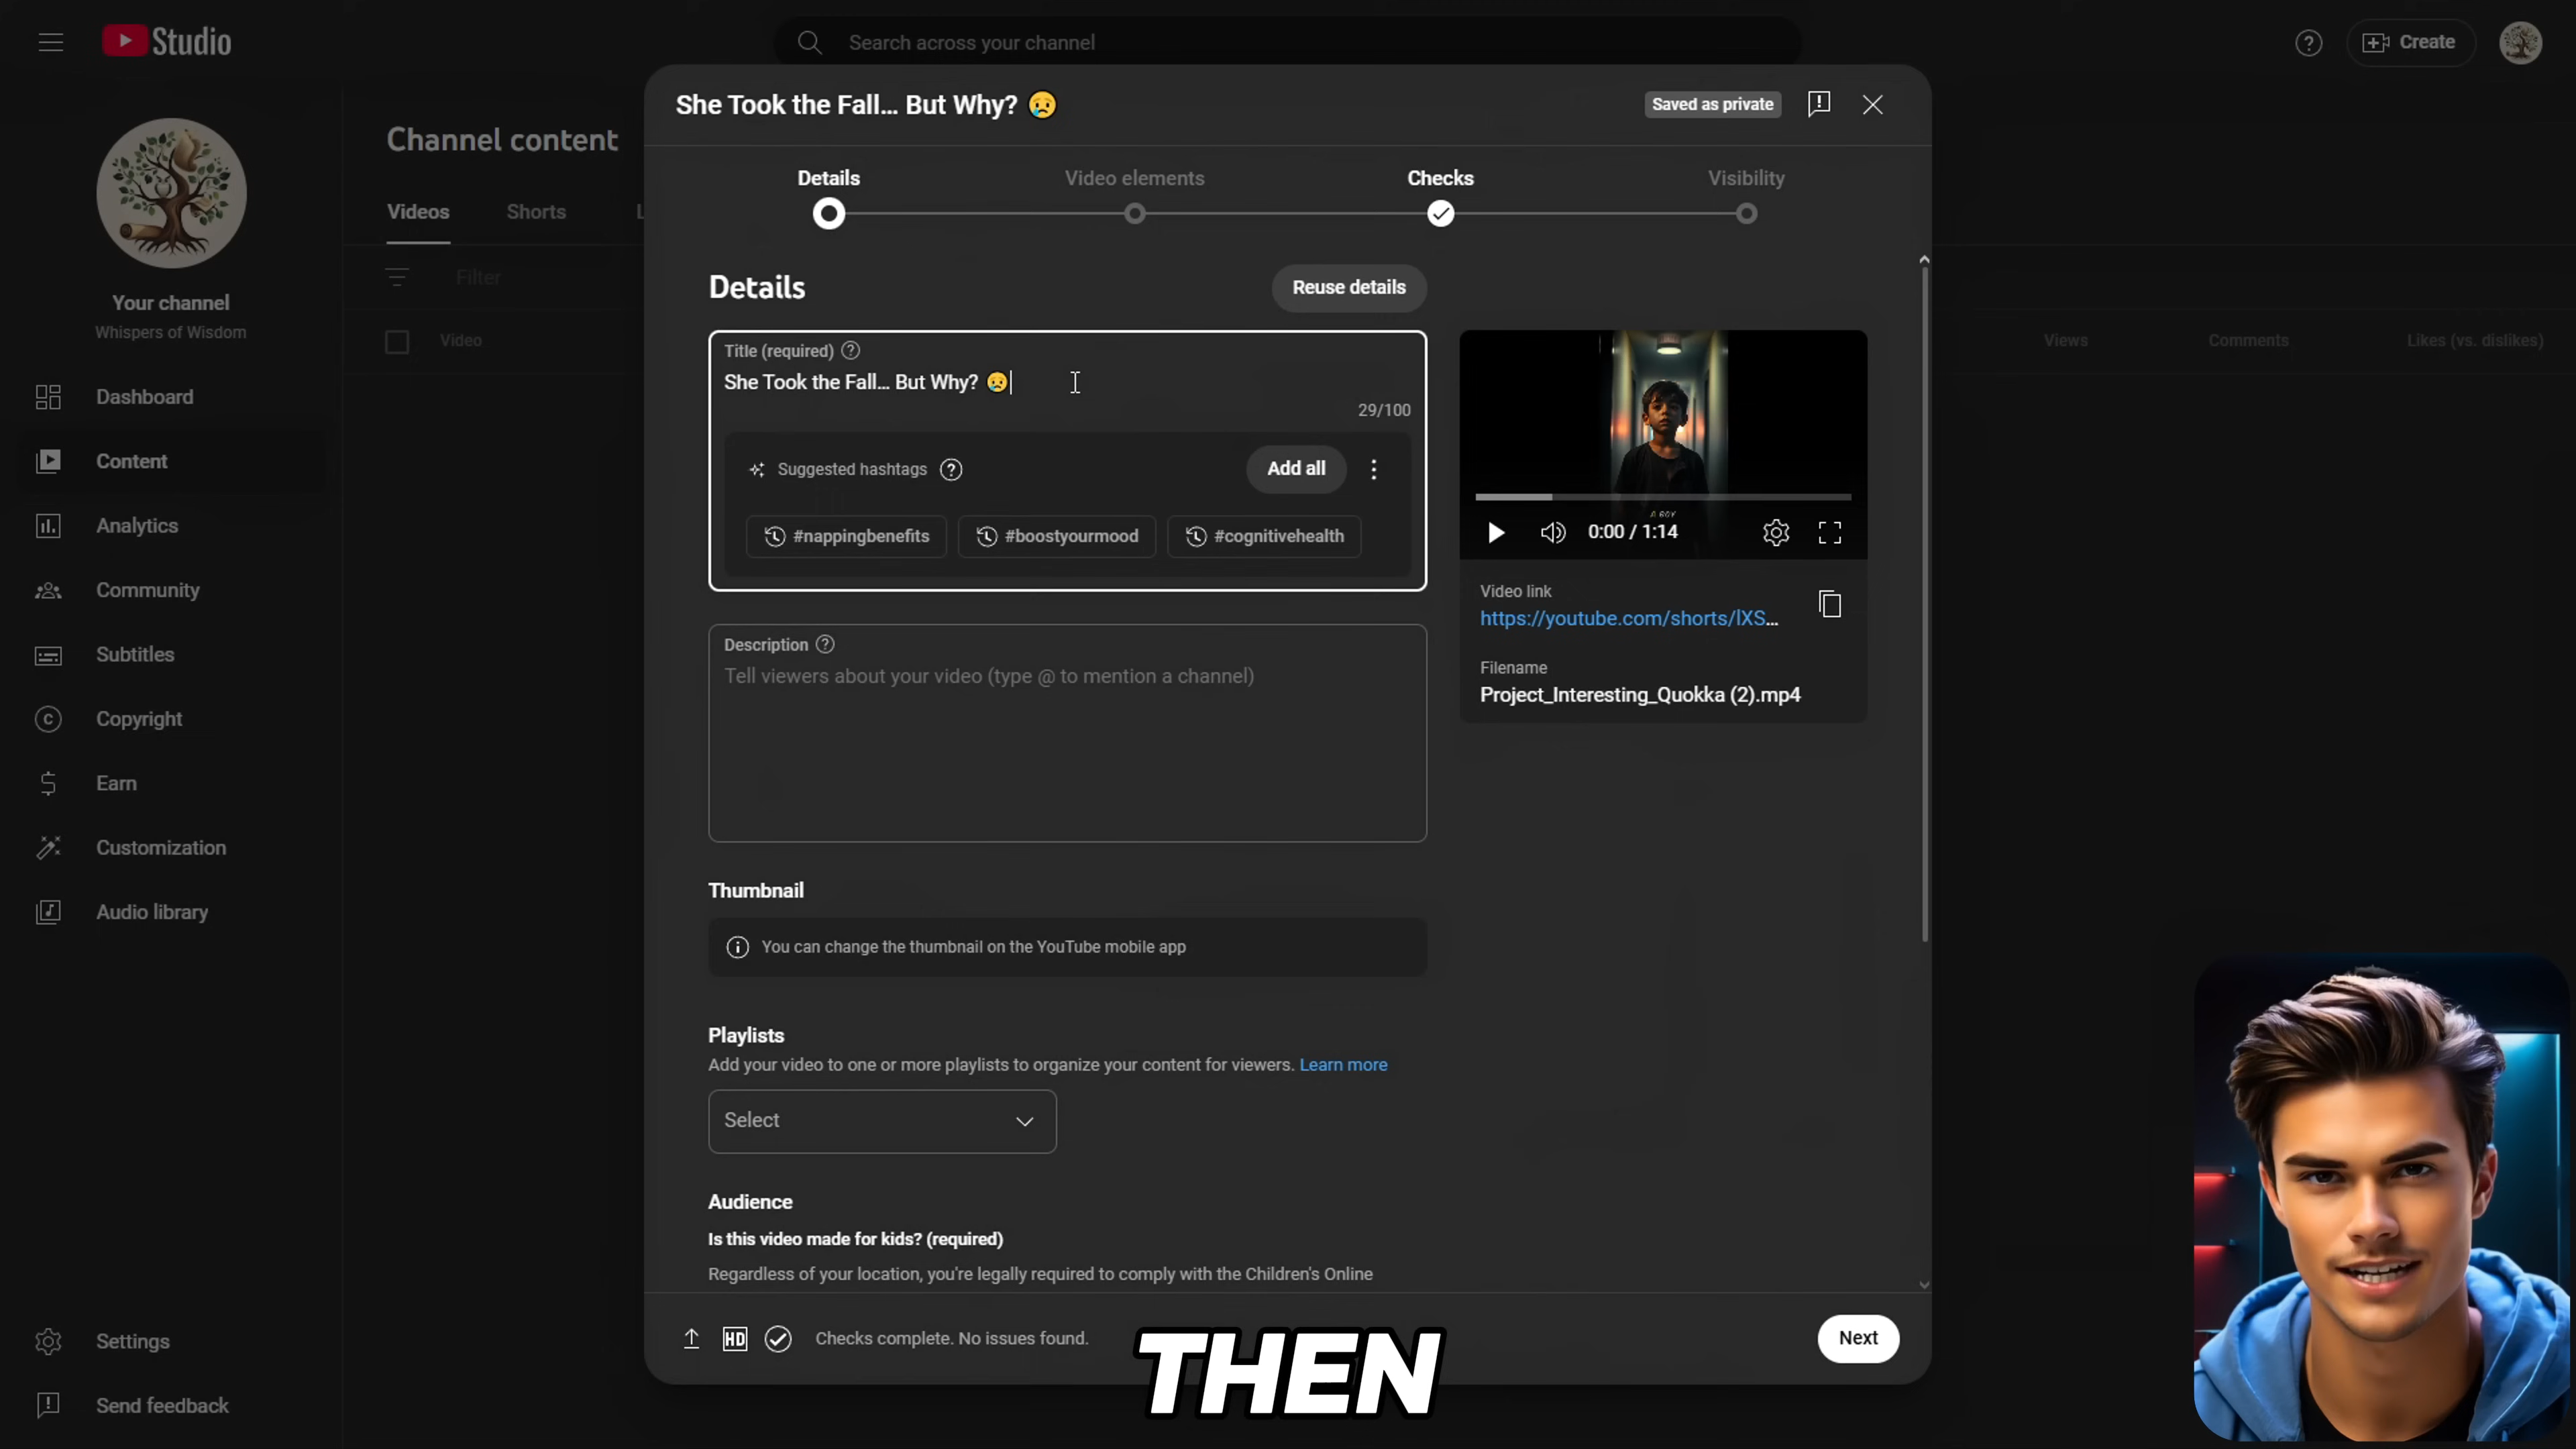 Studio
Search across your channel
Create
Your channel
Whispers of Wisdom
Dashboard
Content
Analytics
Community
Subtitles
Copyright
Earn
Customization
Audio library
Settings
Send feedback
Channel content
Videos
Shorts
L
Filter
Video
Views
Comments
Likes (vs. dislikes)
She Took the Fall... But Why? 😢
Saved as private
Details
Video elements
Checks
Visibility
Details
Reuse details
Title (required)
She Took the Fall... But Why? 😢
29/100
Suggested hashtags
Add all
#nappingbenefits
#boostyourmood
#cognitivehealth
Description
Tell viewers about your video (type @ to mention a channel)
A BOY
0:00 / 1:14
Video link
https://youtube.com/shorts/lXS...
Filename
Project_Interesting_Quokka (2).mp4
Thumbnail
You can change the thumbnail on the YouTube mobile app
Playlists
Add your video to one or more playlists to organize your content for viewers. Learn more
Select
Audience
Is this video made for kids? (required)
Regardless of your location, you're legally required to comply with the Children's Online
HD
Checks complete. No issues found.
Next
THEN